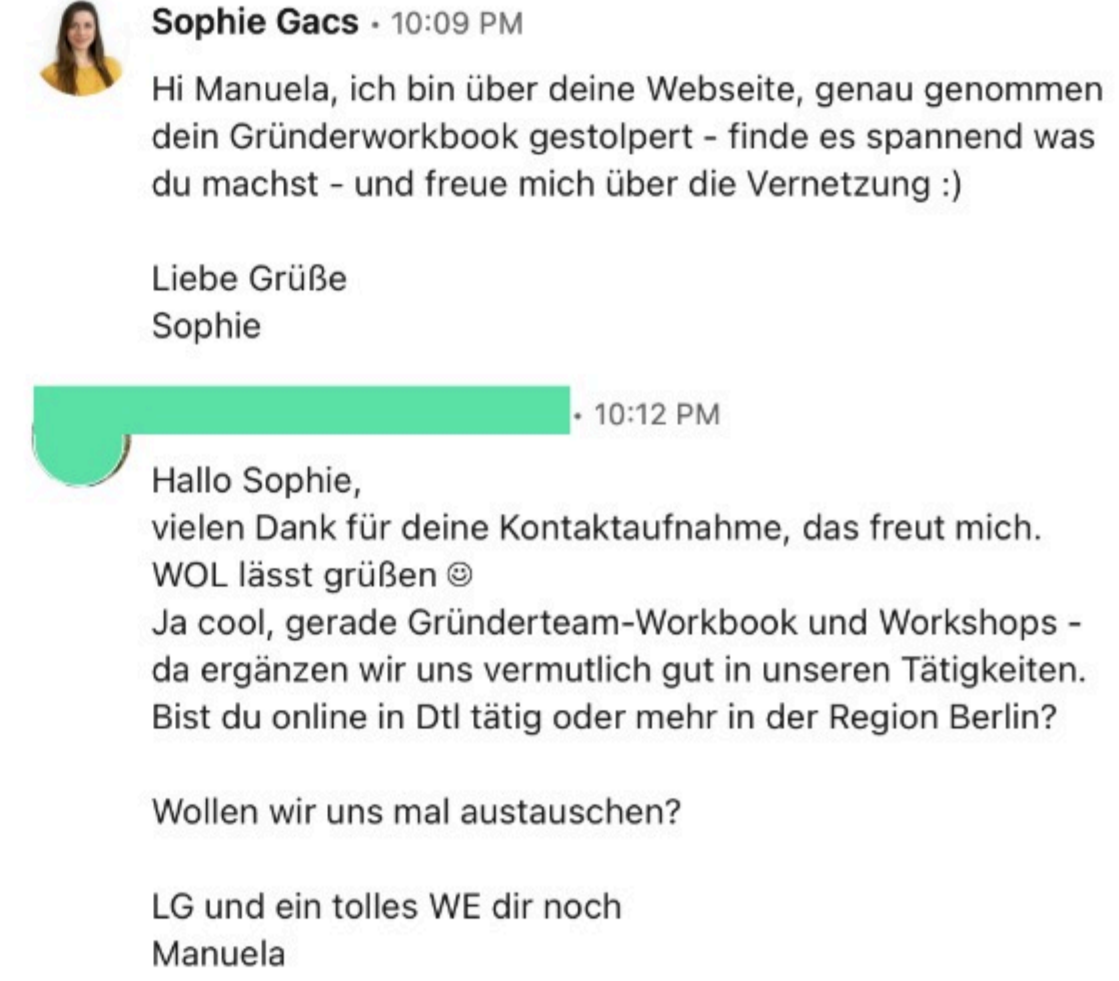 Sophie Gacs • 10:09 PM
Hi Manuela, ich bin über deine Webseite, genau genommen
dein Gründerworkbook gestolpert - finde es spannend was
du machst - und freue mich über die Vernetzung :)
Liebe Grüße
Sophie
• 10:12 PM
Hallo Sophie,
vielen Dank für deine Kontaktaufnahme, das freut mich.
WOL lässt grüßen ☺
Ja cool, gerade Gründerteam-Workbook und Workshops -
da ergänzen wir uns vermutlich gut in unseren Tätigkeiten.
Bist du online in Dtl tätig oder mehr in der Region Berlin?
Wollen wir uns mal austauschen?
LG und ein tolles WE dir noch
Manuela